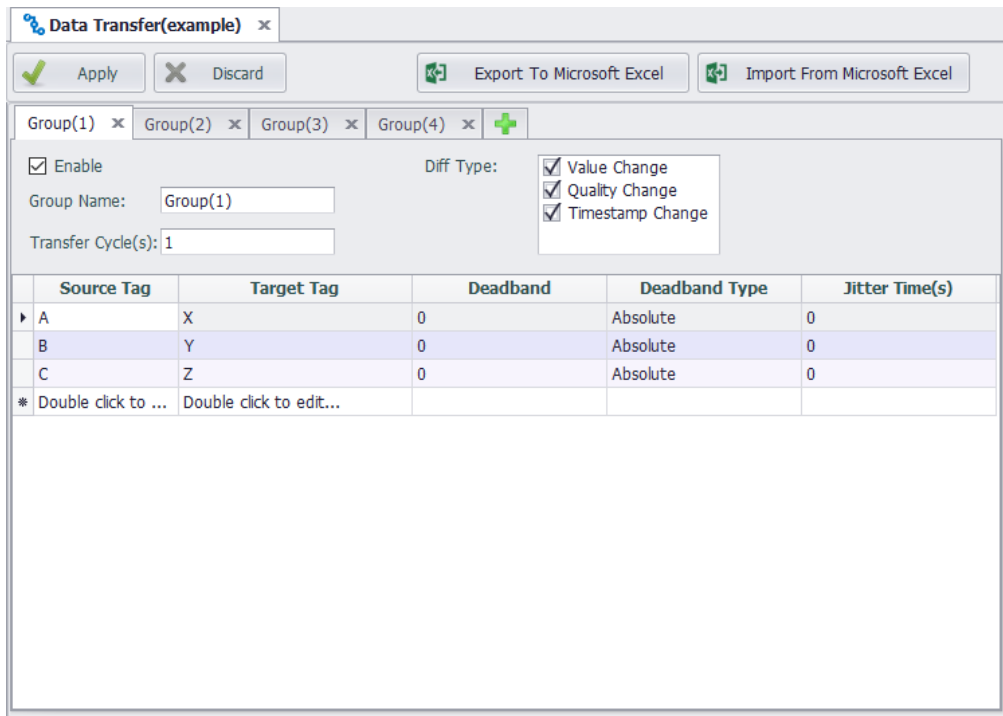 Data Transfer(example)
Apply Discard Export To Microsoft Excel Import From Microsoft Excel
Group(1) Group(2) Group(3) Group(4)
Enable Diff Type: Value Change
Quality Change
Group Name: Group(1)
Timestamp Change
Transfer Cycle(s): 1
Source Tag Target Tag Deadband Deadband Type Jitter Time(s)
A X 0 Absolute 0
B Y 0 Absolute 0
C Z 0 Absolute 0
Double click to ... Double click to edit...